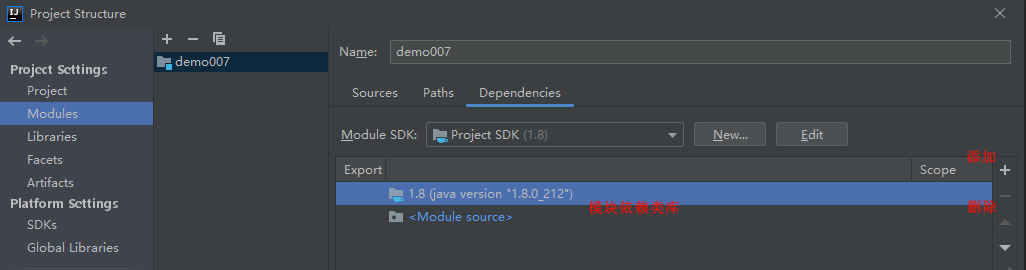 Project Structure
Project Settings
Project
Modules
Libraries
Facets
Artifacts
Platform Settings
SDKs
Global Libraries
demo007
Name: demo007
Sources Paths Dependencies
Module SDK: Project SDK (1.8) New... Edit
Export Scope 添加
1.8 (java version "1.8.0_212")
模块依赖类库 删除
<Module source>